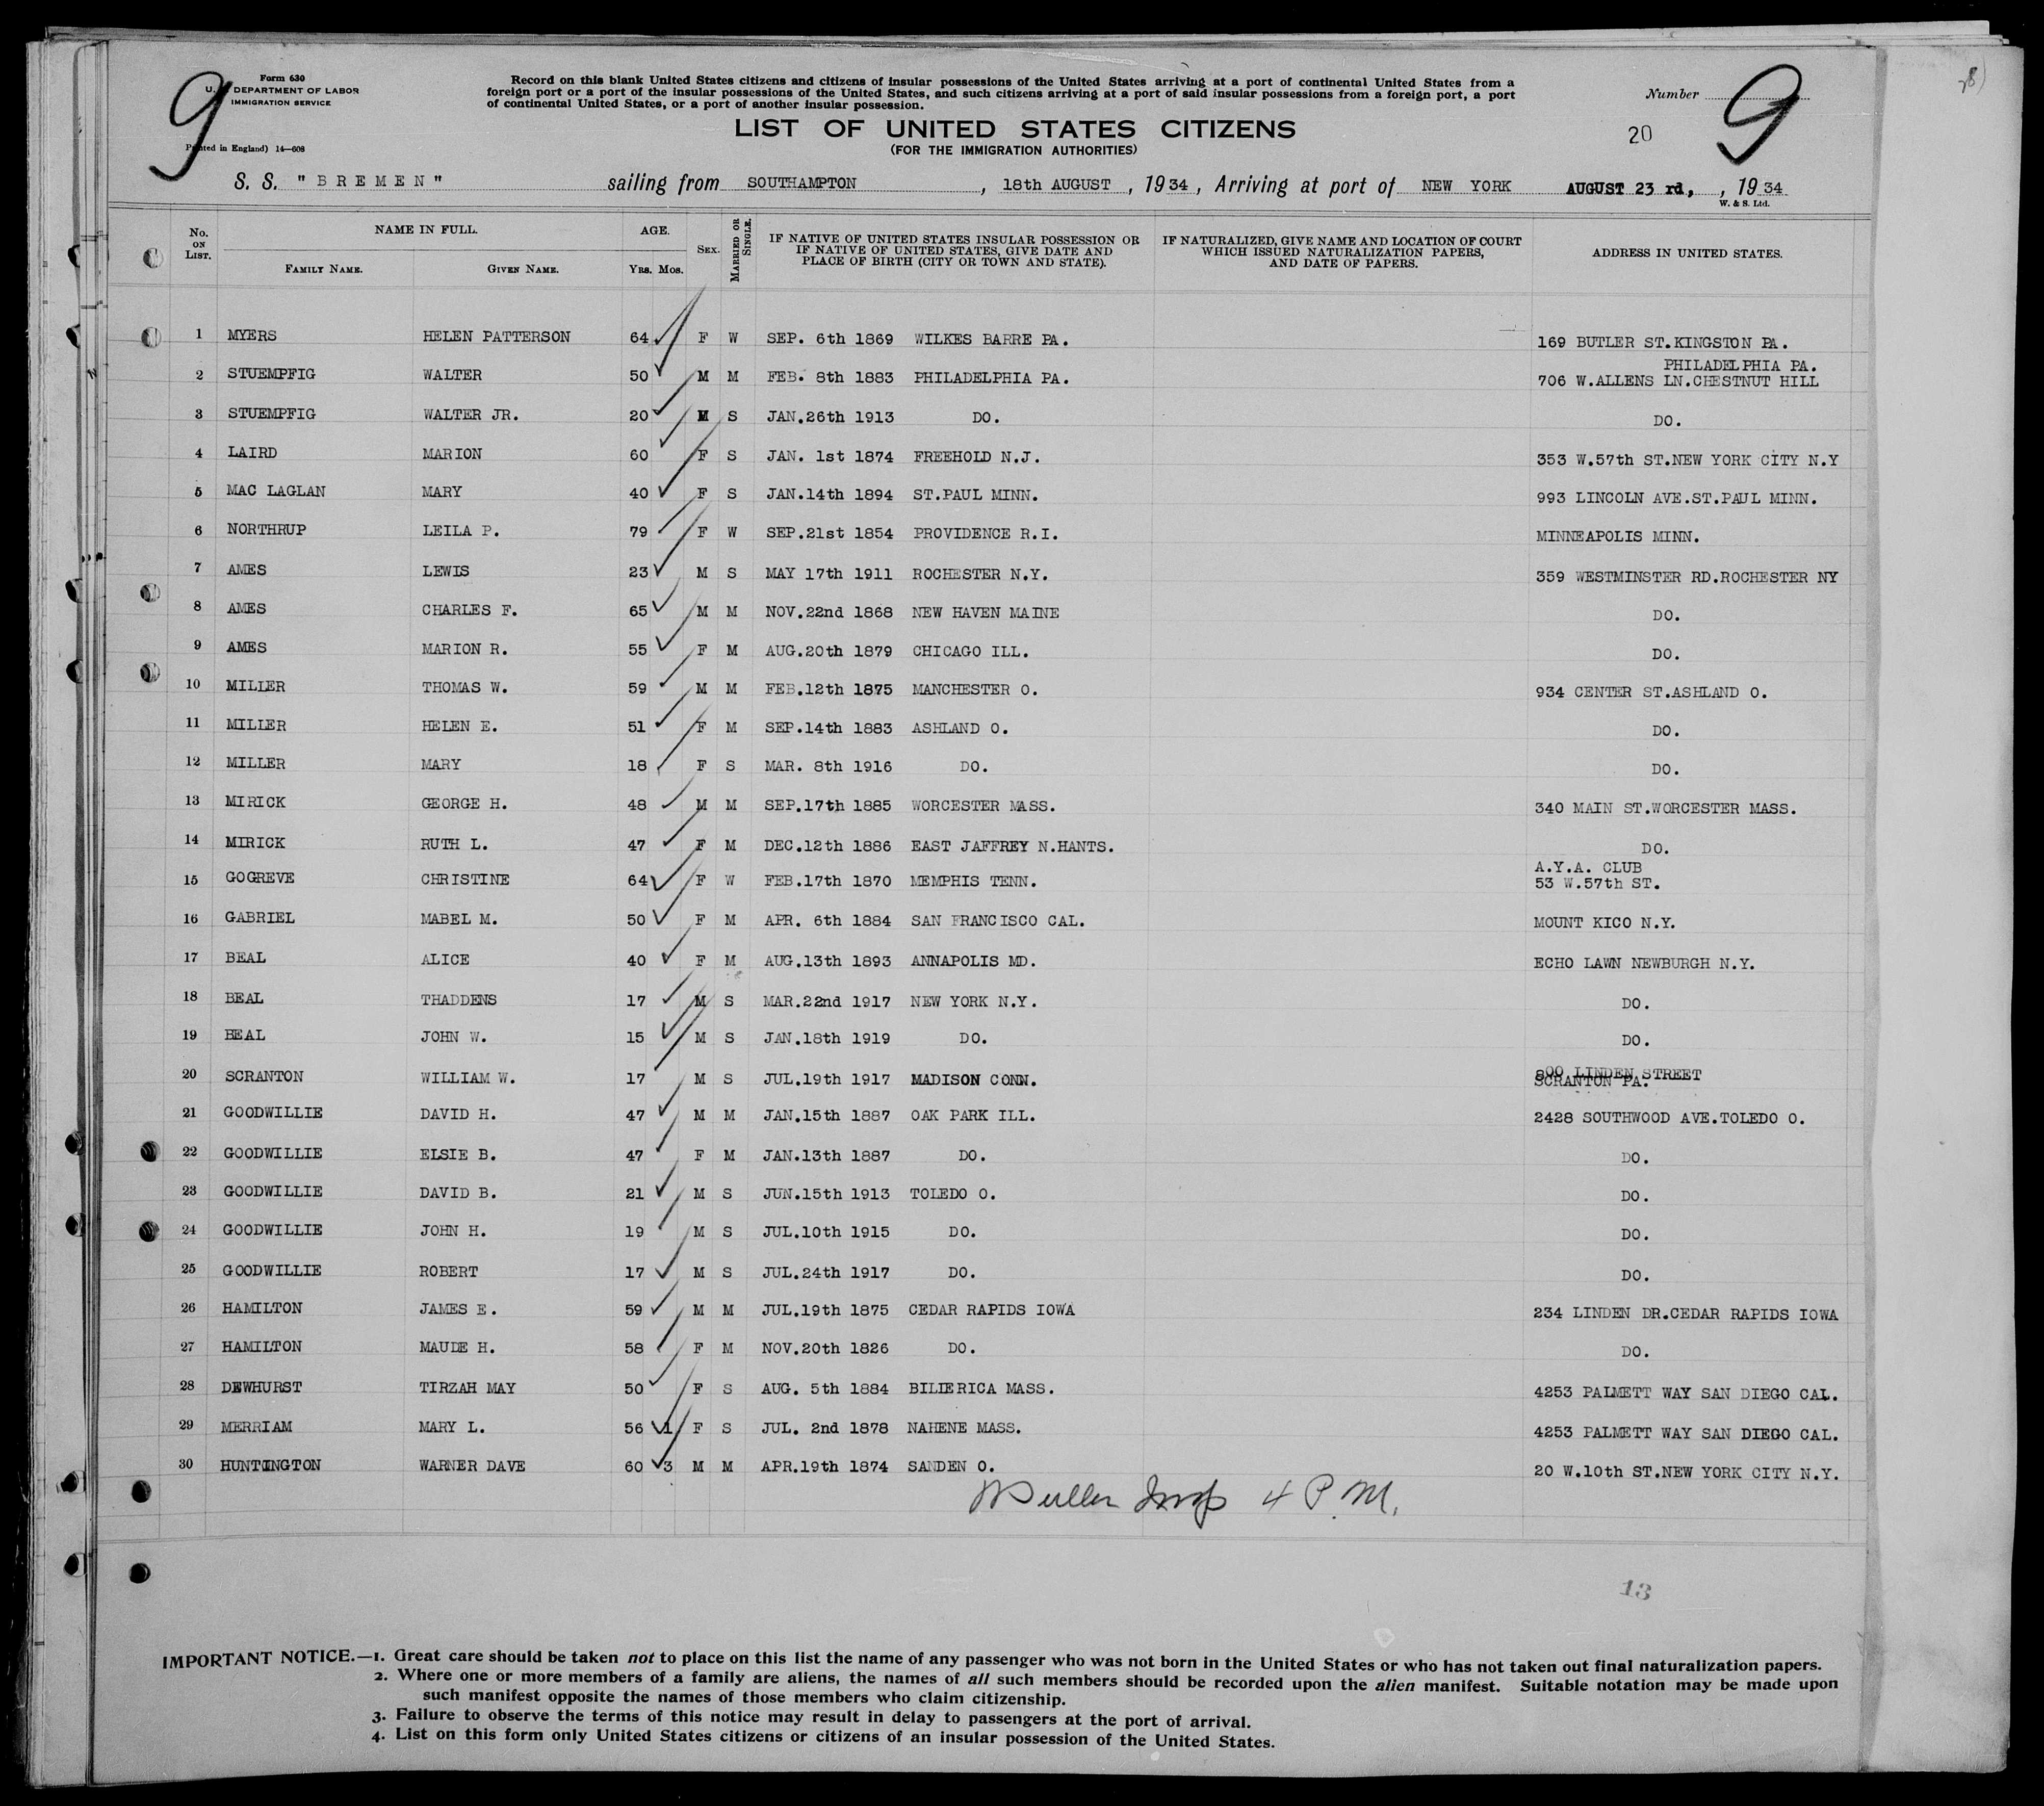 Form 630
DEPARTMENT OF LABOR
IMMIGRATION SERVICE
9
in England) 14—608
Record on this blank United States citizens and citizens of insular possessions of the United States arriving at a port of continental United States from a
foreign port or a port of the insular possessions of the United States, and such citizens arriving at a port of said insular possessions from a foreign port, a port
of continental United States, or a port of another insular possession.
Number
9
20
LIST OF UNITED STATES CITIZENS
(FOR THE IMMIGRATION AUTHORITIES)
S. S. "BREMEN" sailing from SOUTHAMPTON, 18th AUGUST, 1934, Arriving at port of NEW YORK AUGUST 23 rd,, 1934
W. & S. Ltd.
No. ON LIST. NAME IN FULL. FAMILY NAME. GIVEN NAME. AGE. YRS. MOS. SEX. MARRIED OR SINGLE. IF NATIVE OF UNITED STATES INSULAR POSSESSION OR IF NATIVE OF UNITED STATES, GIVE DATE AND PLACE OF BIRTH (CITY OR TOWN AND STATE). IF NATURALIZED, GIVE NAME AND LOCATION OF COURT WHICH ISSUED NATURALIZATION PAPERS, AND DATE OF PAPERS. ADDRESS IN UNITED STATES.
1 MYERS HELEN PATTERSON 64 F W SEP. 6th 1869 WILKES BARRE PA. 169 BUTLER ST.KINGSTON PA.
PHILADELPHIA PA.
2 STUEMPFIG WALTER 50 M M FEB. 8th 1883 PHILADELPHIA PA. 706 W.ALLENS LN.CHESTNUT HILL
3 STUEMPFIG WALTER JR. 20 M S JAN.26th 1913 DO. DO.
4 LAIRD MARION 60 F S JAN. 1st 1874 FREEHOLD N.J. 353 W.57th ST.NEW YORK CITY N.Y
5 MAC LAGLAN MARY 40 F S JAN.14th 1894 ST.PAUL MINN. 993 LINCOLN AVE.ST.PAUL MINN.
6 NORTHRUP LEILA P. 79 F W SEP.21st 1854 PROVIDENCE R.I. MINNEAPOLIS MINN.
7 AMES LEWIS 23 M S MAY 17th 1911 ROCHESTER N.Y. 359 WESTMINSTER RD.ROCHESTER NY
8 AMES CHARLES F. 65 M M NOV.22nd 1868 NEW HAVEN MAINE DO.
9 AMES MARION R. 55 F M AUG.20th 1879 CHICAGO ILL. DO.
10 MILLER THOMAS W. 59 M M FEB.12th 1875 MANCHESTER O. 934 CENTER ST.ASHLAND O.
11 MILLER HELEN E. 51 F M SEP.14th 1883 ASHLAND O. DO.
12 MILLER MARY 18 F S MAR. 8th 1916 DO. DO.
13 MIRICK GEORGE H. 48 M M SEP.17th 1885 WORCESTER MASS. 340 MAIN ST.WORCESTER MASS.
14 MIRICK RUTH L. 47 F M DEC.12th 1886 EAST JAFFREY N.HANTS. DO.
A.Y.A. CLUB
15 GOGREVE CHRISTINE 64 F W FEB.17th 1870 MEMPHIS TENN. 53 W.57th ST.
16 GABRIEL MABEL M. 50 F M APR. 6th 1884 SAN FRANCISCO CAL. MOUNT KICO N.Y.
17 BEAL ALICE 40 F M AUG.13th 1893 ANNAPOLIS MD. ECHO LAWN NEWBURGH N.Y.
18 BEAL THADDENS 17 M S MAR.22nd 1917 NEW YORK N.Y. DO.
19 BEAL JOHN W. 15 M S JAN.18th 1919 DO. DO.
20 SCRANTON WILLIAM W. 17 M S JUL.19th 1917 MADISON CONN. 800 LINDEN STREET
SCRANTON PA.
21 GOODWILLIE DAVID H. 47 M M JAN.15th 1887 OAK PARK ILL. 2428 SOUTHWOOD AVE.TOLEDO O.
22 GOODWILLIE ELSIE B. 47 F M JAN.13th 1887 DO. DO.
23 GOODWILLIE DAVID B. 21 M S JUN.15th 1913 TOLEDO O. DO.
24 GOODWILLIE JOHN H. 19 M S JUL.10th 1915 DO. DO.
25 GOODWILLIE ROBERT 17 M S JUL.24th 1917 DO. DO.
26 HAMILTON JAMES E. 59 M M JUL.19th 1875 CEDAR RAPIDS IOWA 234 LINDEN DR.CEDAR RAPIDS IOWA
27 HAMILTON MAUDE H. 58 F M NOV.20th 1826 DO. DO.
28 DEWHURST TIRZAH MAY 50 F S AUG. 5th 1884 BILIERICA MASS. 4253 PALMETT WAY SAN DIEGO CAL.
29 MERRIAM MARY L. 56 1 F S JUL. 2nd 1878 NAHENE MASS. 4253 PALMETT WAY SAN DIEGO CAL.
30 HUNTINGTON WARNER DAVE 60 3 M M APR.19th 1874 SANDEN O. 20 W.10th ST.NEW YORK CITY N.Y.
4 P.M.
13
IMPORTANT NOTICE.—1. Great care should be taken not to place on this list the name of any passenger who was not born in the United States or who has not taken out final naturalization papers.
2. Where one or more members of a family are aliens, the names of all such members should be recorded upon the alien manifest. Suitable notation may be made upon
such manifest opposite the names of those members who claim citizenship.
3. Failure to observe the terms of this notice may result in delay to passengers at the port of arrival.
4. List on this form only United States citizens or citizens of an insular possession of the United States.